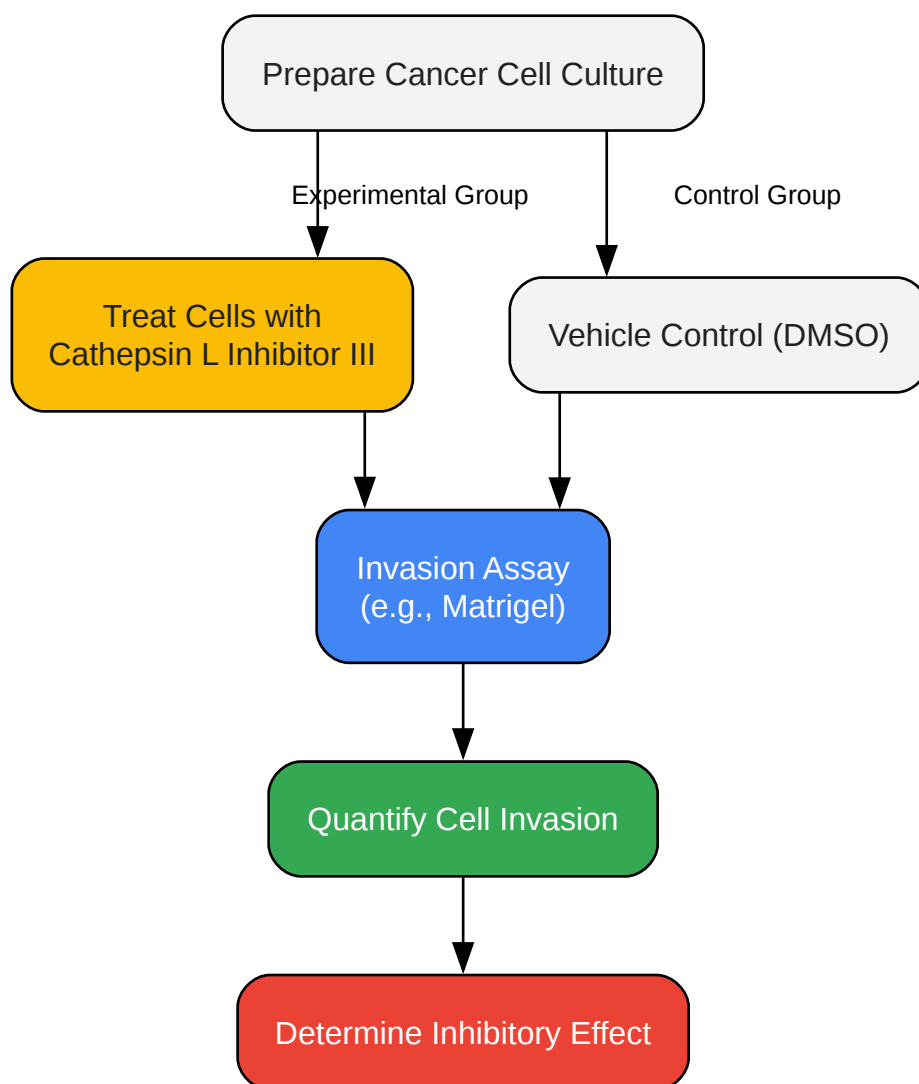 Prepare Cancer Cell Culture
Experimental Group
Control Group
Treat Cells with
Cathepsin L Inhibitor III
Vehicle Control (DMSO)
Invasion Assay
(e.g., Matrigel)
Quantify Cell Invasion
Determine Inhibitory Effect